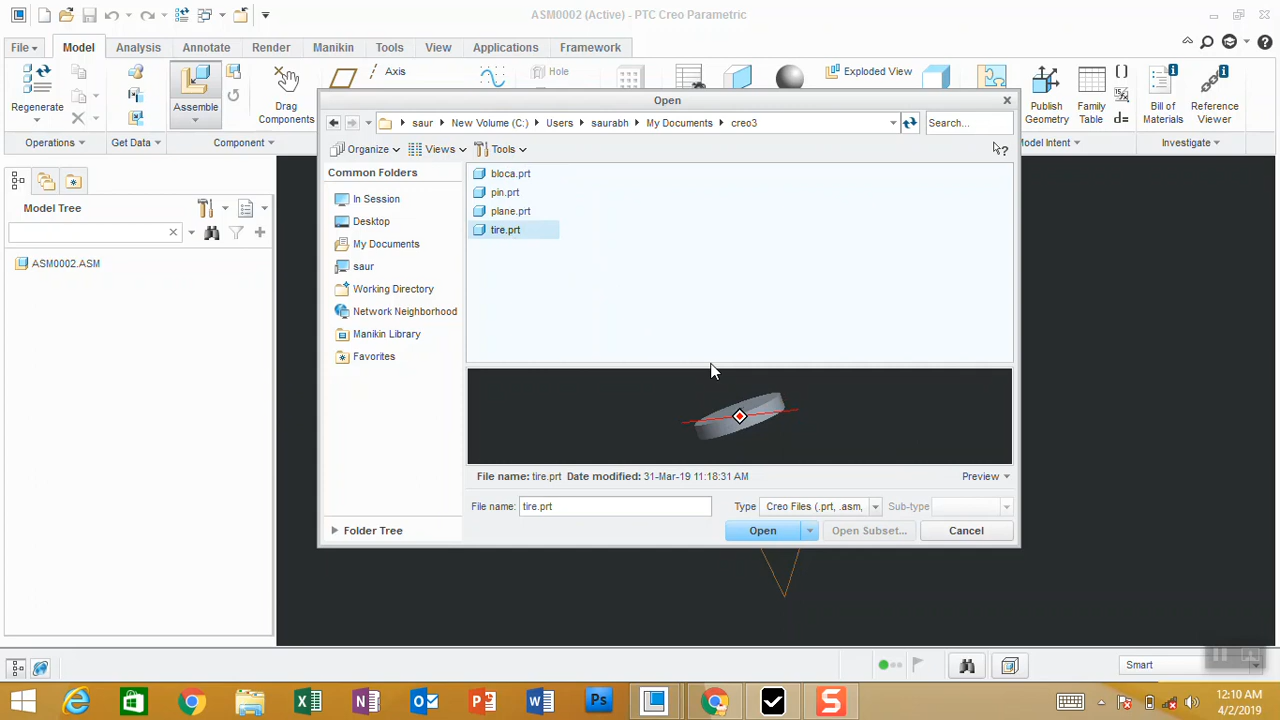 ASM0002 (Active) - PTC Creo Parametric
File
Model
Analysis
Annotate
Render
Manikin
Tools
View
Applications
Framework
Regenerate
Assemble
Drag
Components
Axis
Hole
Exploded View
Publish
Geometry
Family
Table
Bill of
Materials
Reference
Viewer
Operations
Get Data
Component
Model Intent
Investigate
Model Tree
ASM0002.ASM
Open
saur
New Volume (C:)
Users
saurabh
My Documents
creo3
Search...
Organize
Views
Tools
Common Folders
In Session
Desktop
My Documents
saur
Working Directory
Network Neighborhood
Manikin Library
Favorites
Folder Tree
bloca.prt
pin.prt
plane.prt
tire.prt
File name: tire.prt Date modified: 31-Mar-19 11:18:31 AM
Preview
File name: tire.prt
Type Creo Files (.prt, .asm,
Sub-type
Open
Open Subset...
Cancel
Smart
12:10 AM
4/2/2019